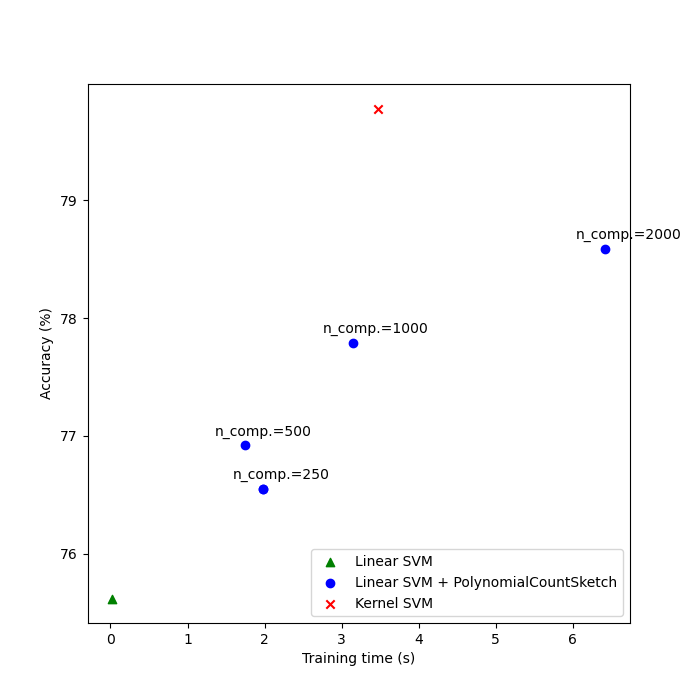 79
78
77
76
Accuracy (%)
n_comp.=2000
n_comp.=1000
n_comp.=500
n_comp.=250
Linear SVM
Linear SVM + PolynomialCountSketch
Kernel SVM
0 1 2 3 4 5 6
Training time (s)